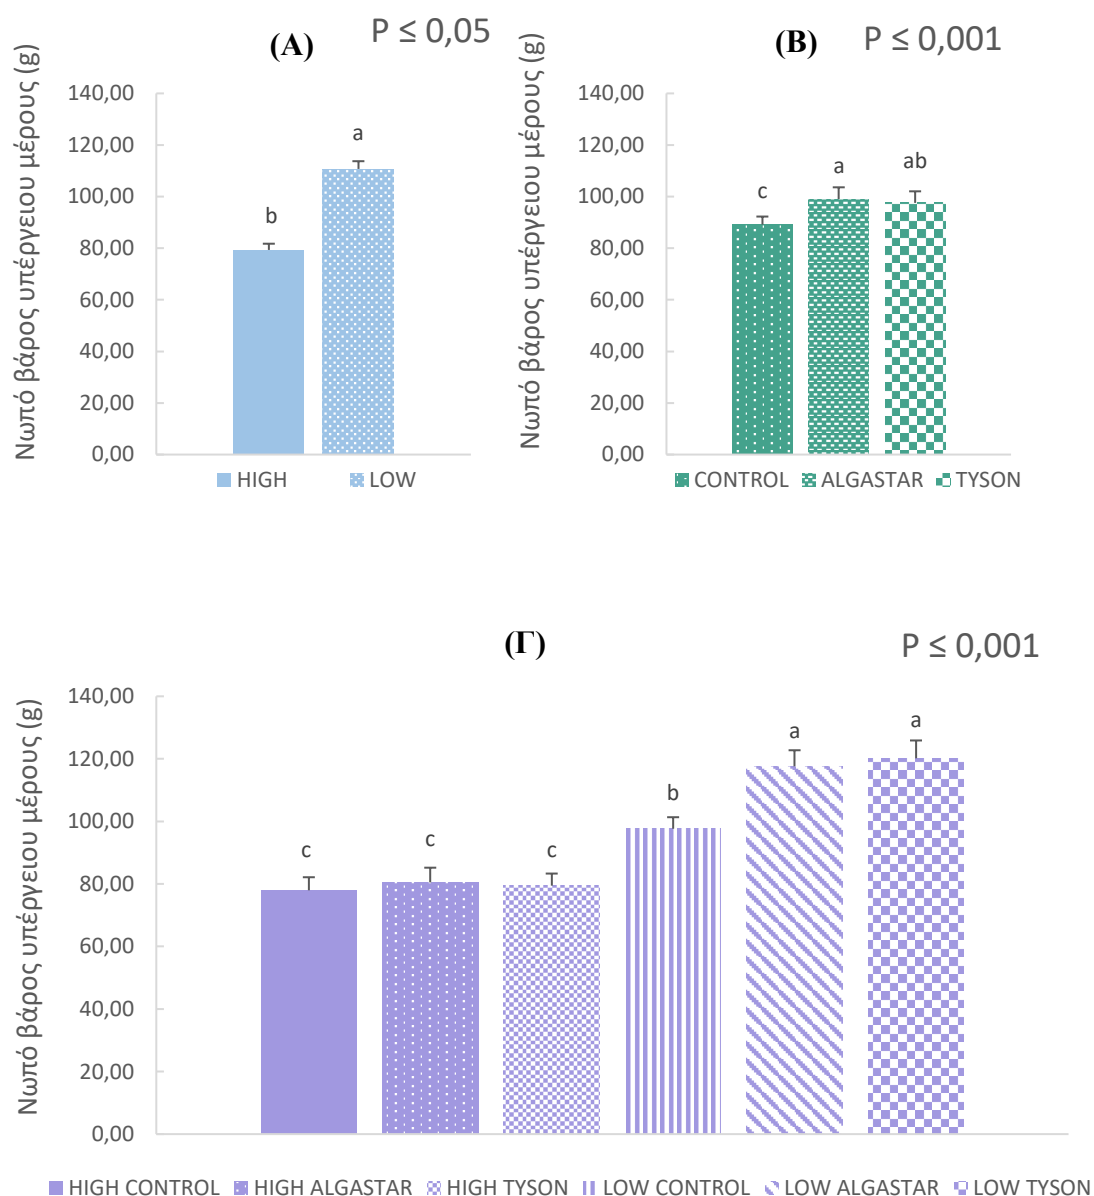 (Α)
P ≤ 0,05
Νωπό βάρος υπέργειου μέρους (g)
140,00
120,00
100,00
80,00
60,00
40,00
20,00
0,00
b
a
HIGH
LOW
(Β)
P ≤ 0,001
Νωπό βάρος υπέργειου μέρους (g)
140,00
120,00
100,00
80,00
60,00
40,00
20,00
0,00
c
a
ab
CONTROL
ALGASTAR
TYSON
(Γ)
P ≤ 0,001
Νωπό βάρος υπέργειου μέρους (g)
140,00
120,00
100,00
80,00
60,00
40,00
20,00
0,00
c
c
c
b
a
a
HIGH CONTROL
HIGH ALGASTAR
HIGH TYSON
LOW CONTROL
LOW ALGASTAR
LOW TYSON